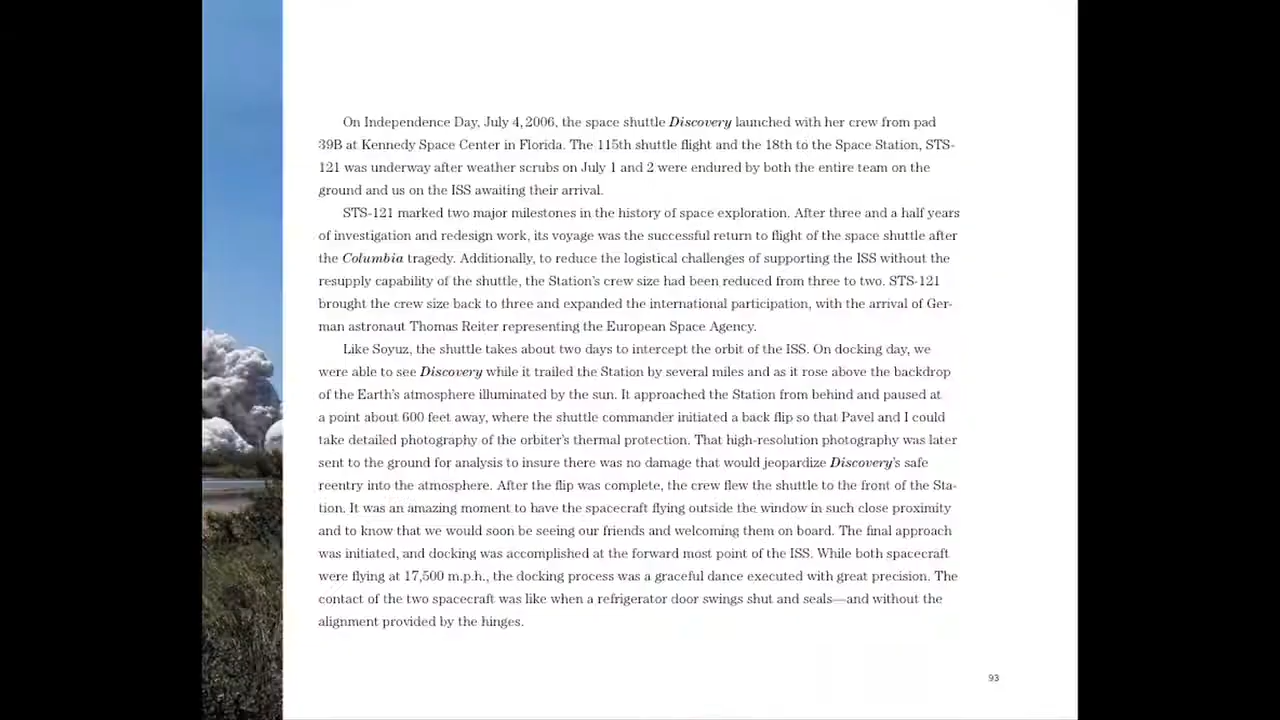 On Independence Day, July 4, 2006, the space shuttle Discovery launched with her crew from pad
39B at Kennedy Space Center in Florida. The 115th shuttle flight and the 18th to the Space Station, STS-
121 was underway after weather scrubs on July 1 and 2 were endured by both the entire team on the
ground and us on the ISS awaiting their arrival.
STS-121 marked two major milestones in the history of space exploration. After three and a half years
of investigation and redesign work, its voyage was the successful return to flight of the space shuttle after
the Columbia tragedy. Additionally, to reduce the logistical challenges of supporting the ISS without the
resupply capability of the shuttle, the Station's crew size had been reduced from three to two. STS-121
brought the crew size back to three and expanded the international participation, with the arrival of Ger-
man astronaut Thomas Reiter representing the European Space Agency.
Like Soyuz, the shuttle takes about two days to intercept the orbit of the ISS. On docking day, we
were able to see Discovery while it trailed the Station by several miles and as it rose above the backdrop
of the Earth's atmosphere illuminated by the sun. It approached the Station from behind and paused at
a point about 600 feet away, where the shuttle commander initiated a back flip so that Pavel and I could
take detailed photography of the orbiter's thermal protection. That high-resolution photography was later
sent to the ground for analysis to insure there was no damage that would jeopardize Discovery's safe
reentry into the atmosphere. After the flip was complete, the crew flew the shuttle to the front of the Sta-
tion. It was an amazing moment to have the spacecraft flying outside the window in such close proximity
and to know that we would soon be seeing our friends and welcoming them on board. The final approach
was initiated, and docking was accomplished at the forward most point of the ISS. While both spacecraft
were flying at 17,500 m.p.h., the docking process was a graceful dance executed with great precision. The
contact of the two spacecraft was like when a refrigerator door swings shut and seals—and without the
alignment provided by the hinges.
93